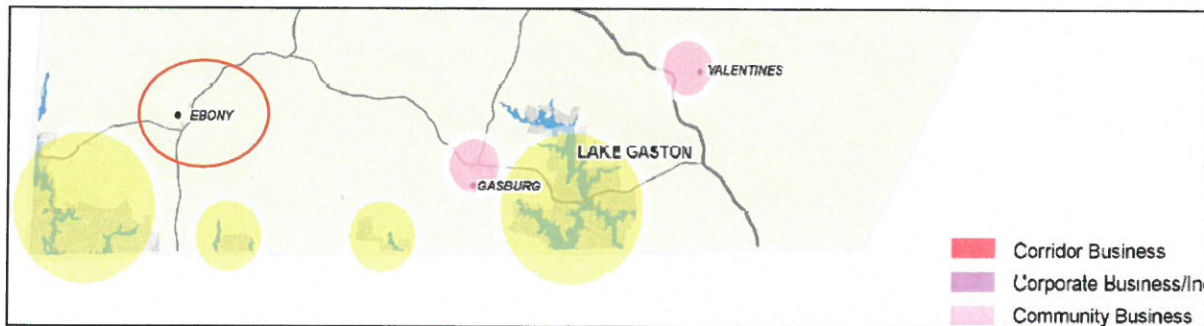 VALENTINES
EBONY
LAKE GASTON
GASBURG
Corridor Business
Corporate Business/In
Community Business